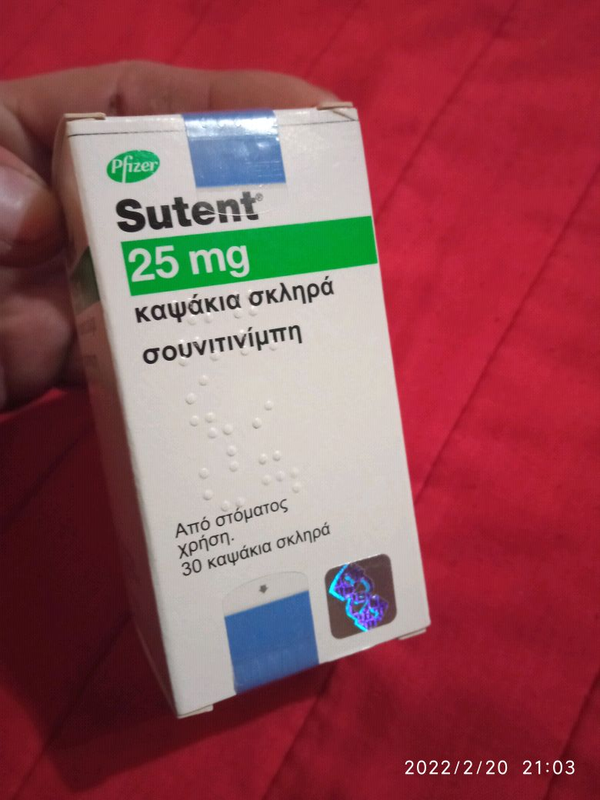 Pfizer
Sutent®
25 mg
καψάκια σκληρά
σουνιτινίμπη
Από στόματος
χρήση.
30 καψάκια σκληρά
2022/2/20 21:03